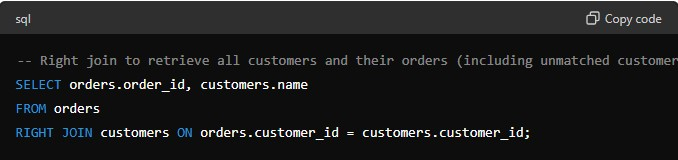 sql
Copy code
-- Right join to retrieve all customers and their orders (including unmatched customer
SELECT orders.order_id, customers.name
FROM orders
RIGHT JOIN customers ON orders.customer_id = customers.customer_id;